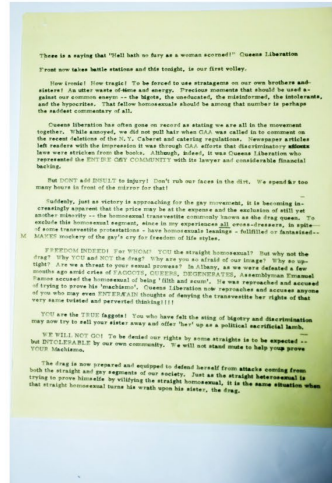 There is a saying that "Hell hath no fury as a woman scorned!" Queens Liberation
Front now takes battle stations and this tonight, is our first volley.
How ironic! How tragic! To be forced to use stratagems on our own brothers and
sisters! An utter waste of time and energy. Precious moments that should be used a-
gainst our common enemy -- the bigots, the uneducated, the misinformed, the intolerants,
and the hypocrites. That fellow homosexuals should be among that number is perhaps
the saddest commentary of all.
Queens liberation has often gone on record as stating we are all in the movement
together. While annoyed, we did not pull hair when GAA was called in to comment on
the recent deletions of the N.Y. Cabaret and catering regulations. Newspaper articles
left readers with the impression it was through GAA efforts that discriminatory
laws were stricken from the books. Although, indeed, it was Queens Liberation who
represented the ENTIRE GAY COMMUNITY with its lawyer and considerable financial
backing.
But DON'T add INSULT to injury! Don't rub our faces in the dirt. We spend far too
many hours in front of the mirror for that!
Suddenly, just as victory is approaching for the gay movement, it is becoming in-
creasingly apparent that the price may be at the expense and the exclusion of still yet
another minority -- the homosexual transvestite commonly known as the drag queen. To
exclude this homosexual segment, since in my experiences all cross-dressers, in spite
of some transvestite protestations - have homosexual leanings - fulfilled or fantasised--
MAKES mockery of the gay's cry for freedom of life styles.
FREEDOM INDEED! For WHOM? YOU the straight homosexual? But why not the
drag? Why YOU and NOT the drag? Why are you so afraid of our image? Why so up-
tight? Are we a threat to your sexual prowess? In Albany, as we were defeated a few
months ago amid cries of FAGGOTS, QUEERS, DEGENERATES, Assemblyman Emanuel
accused the homosexual of being 'filth and scum'. He was reproached and accused
of trying to prove his 'machismo'. Queens Liberation now reproaches and accuses anyone
of you who may even ENTERTAIN thoughts of denying the transvestite her rights of that
very same twisted and perverted thinking!!!!
YOU are the TRUE faggots! You who have felt the sting of bigotry and discrimination
may now try to sell your sister away and offer 'her' up as a political sacrificial lamb.
WE WILL NOT GO! To be denied our rights by some straights is to be expected --
but INTOLERABLE by our own community. We will not stand mute to help you prove
YOUR Machismo.
The drag is now prepared and equipped to defend herself from attacks coming from
both the straight and gay segments of our society. Just as the straight heterosexual is
trying to prove himself by vilifying the straight homosexual, it is the same situation when
that straight homosexual turns his wrath upon his sister, the drag.